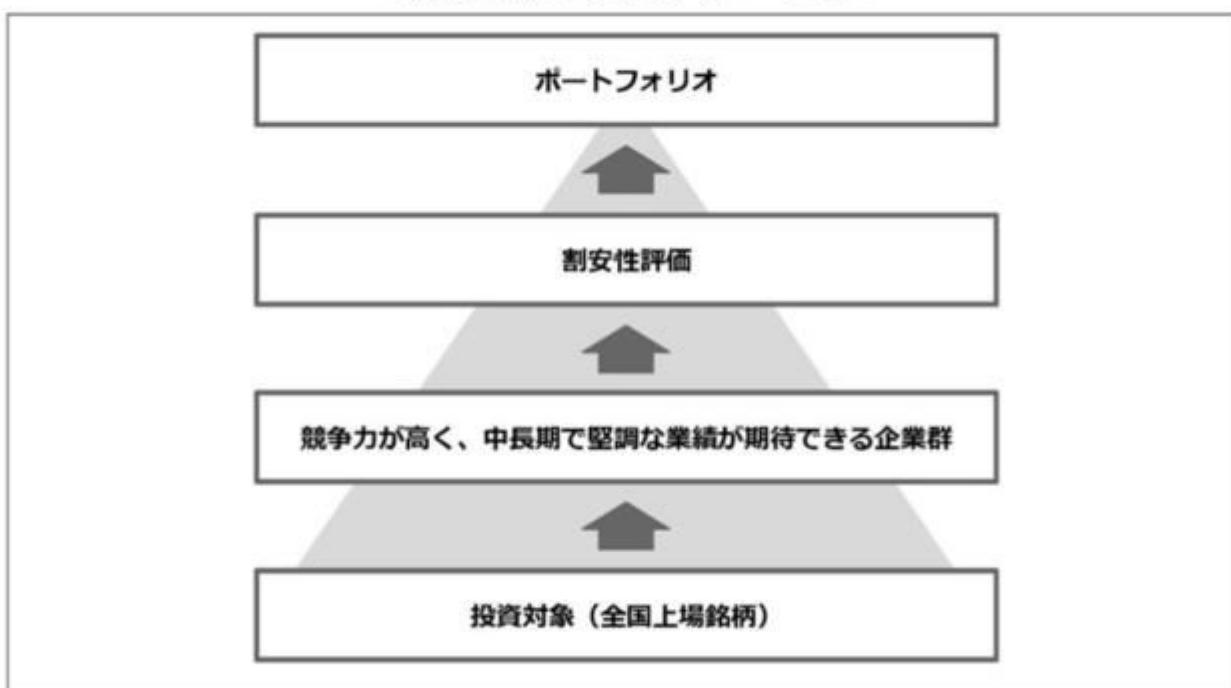 ポートフォリオ
割安性評価
競争力が高く、中長期で堅調な業績が期待できる企業群
投資対象（全国上場銘柄）